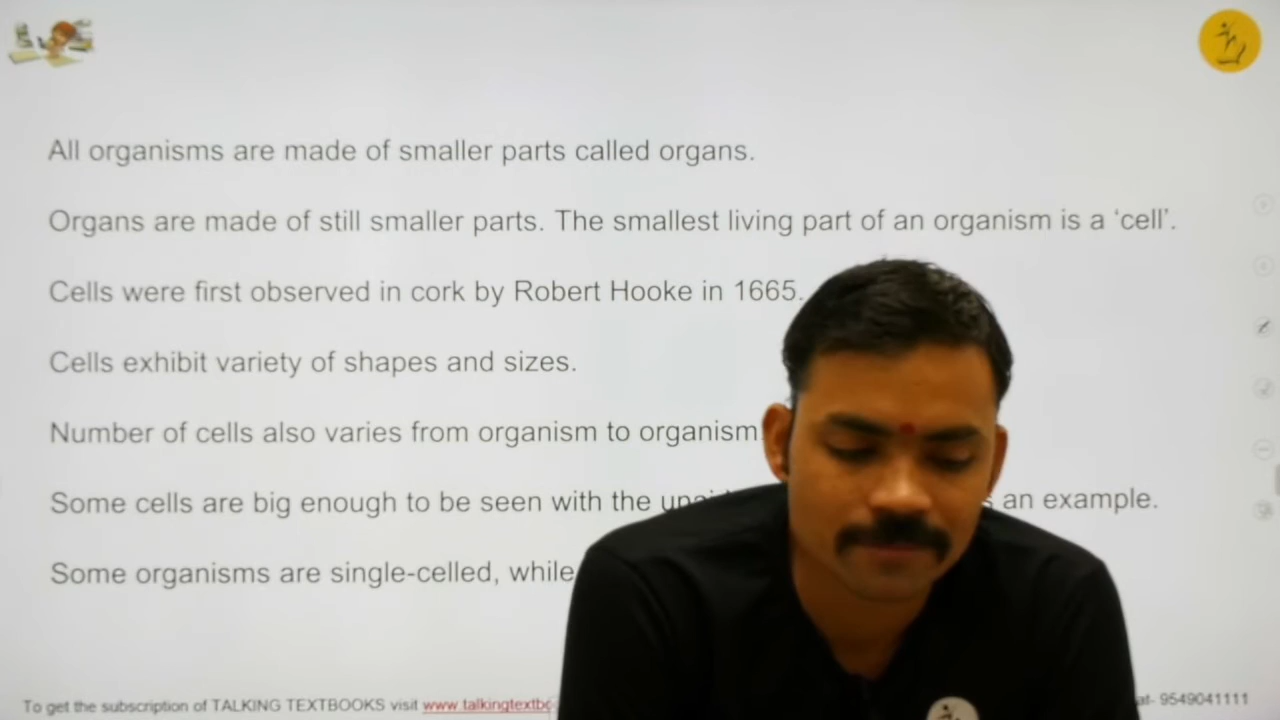 All organisms are made of smaller parts called organs.
Organs are made of still smaller parts. The smallest living part of an organism is a ‘cell’.
Cells were first observed in cork by Robert Hooke in 1665.
Cells exhibit variety of shapes and sizes.
Number of cells also varies from organism to organism.
Some cells are big enough to be seen with the an example.
Some organisms are single-celled, while
To get the subscription of TALKING TEXTBOOKS visit www.talkingtextbo at- 9549041111